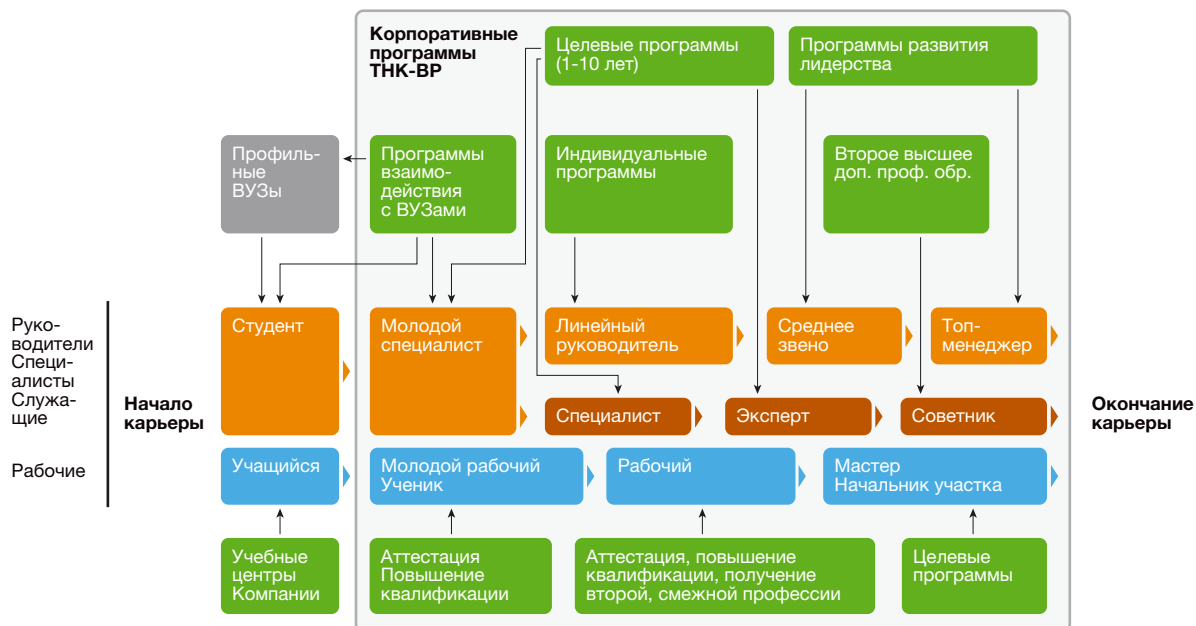 Корпоративные
программы
ТНК-ВР
Целевые программы
(1-10 лет)
Программы развития
лидерства
Профиль-
ные
ВУЗы
Программы
взаимо-
действия
с ВУЗами
Индивидуальные
программы
Второе высшее
доп. проф. обр.
Руко-
водители
Специ-
алисты
Служа-
щие
Рабочие
Начало
карьеры
Студент
Молодой
специалист
Линейный
руководитель
Среднее
звено
Топ-
менеджер
Специалист
Эксперт
Советник
Окончание
карьеры
Учащийся
Молодой рабочий
Ученик
Рабочий
Мастер
Начальник участка
Учебные
центры
Компании
Аттестация
Повышение
квалификации
Аттестация, повышение
квалификации, получение
второй, смежной профессии
Целевые
программы